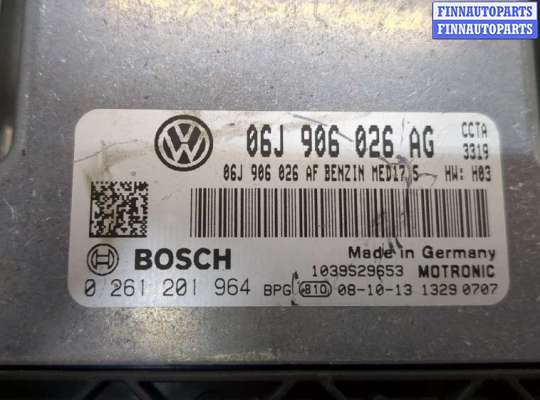 FINNAUTOPARTS
FINNAUTOPARTS
06J 906 026 AG
CCTA
3319
06J 906 026 AF BENZIN MED17.5 HW: H03
BOSCH
Made in Germany
1039S29653 MOTRONIC
0 261 201 964 BPG 810 08-10-13 1329 0707